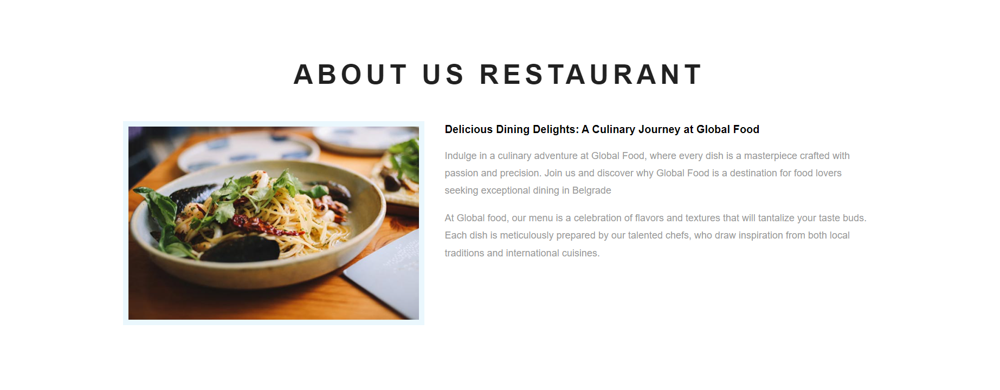 ABOUT US RESTAURANT
Delicious Dining Delights: A Culinary Journey at Global Food
Indulge in a culinary adventure at Global Food, where every dish is a masterpiece crafted with
passion and precision. Join us and discover why Global Food is a destination for food lovers
seeking exceptional dining in Belgrade
At Global food, our menu is a celebration of flavors and textures that will tantalize your taste buds.
Each dish is meticulously prepared by our talented chefs, who draw inspiration from both local
traditions and international cuisines.